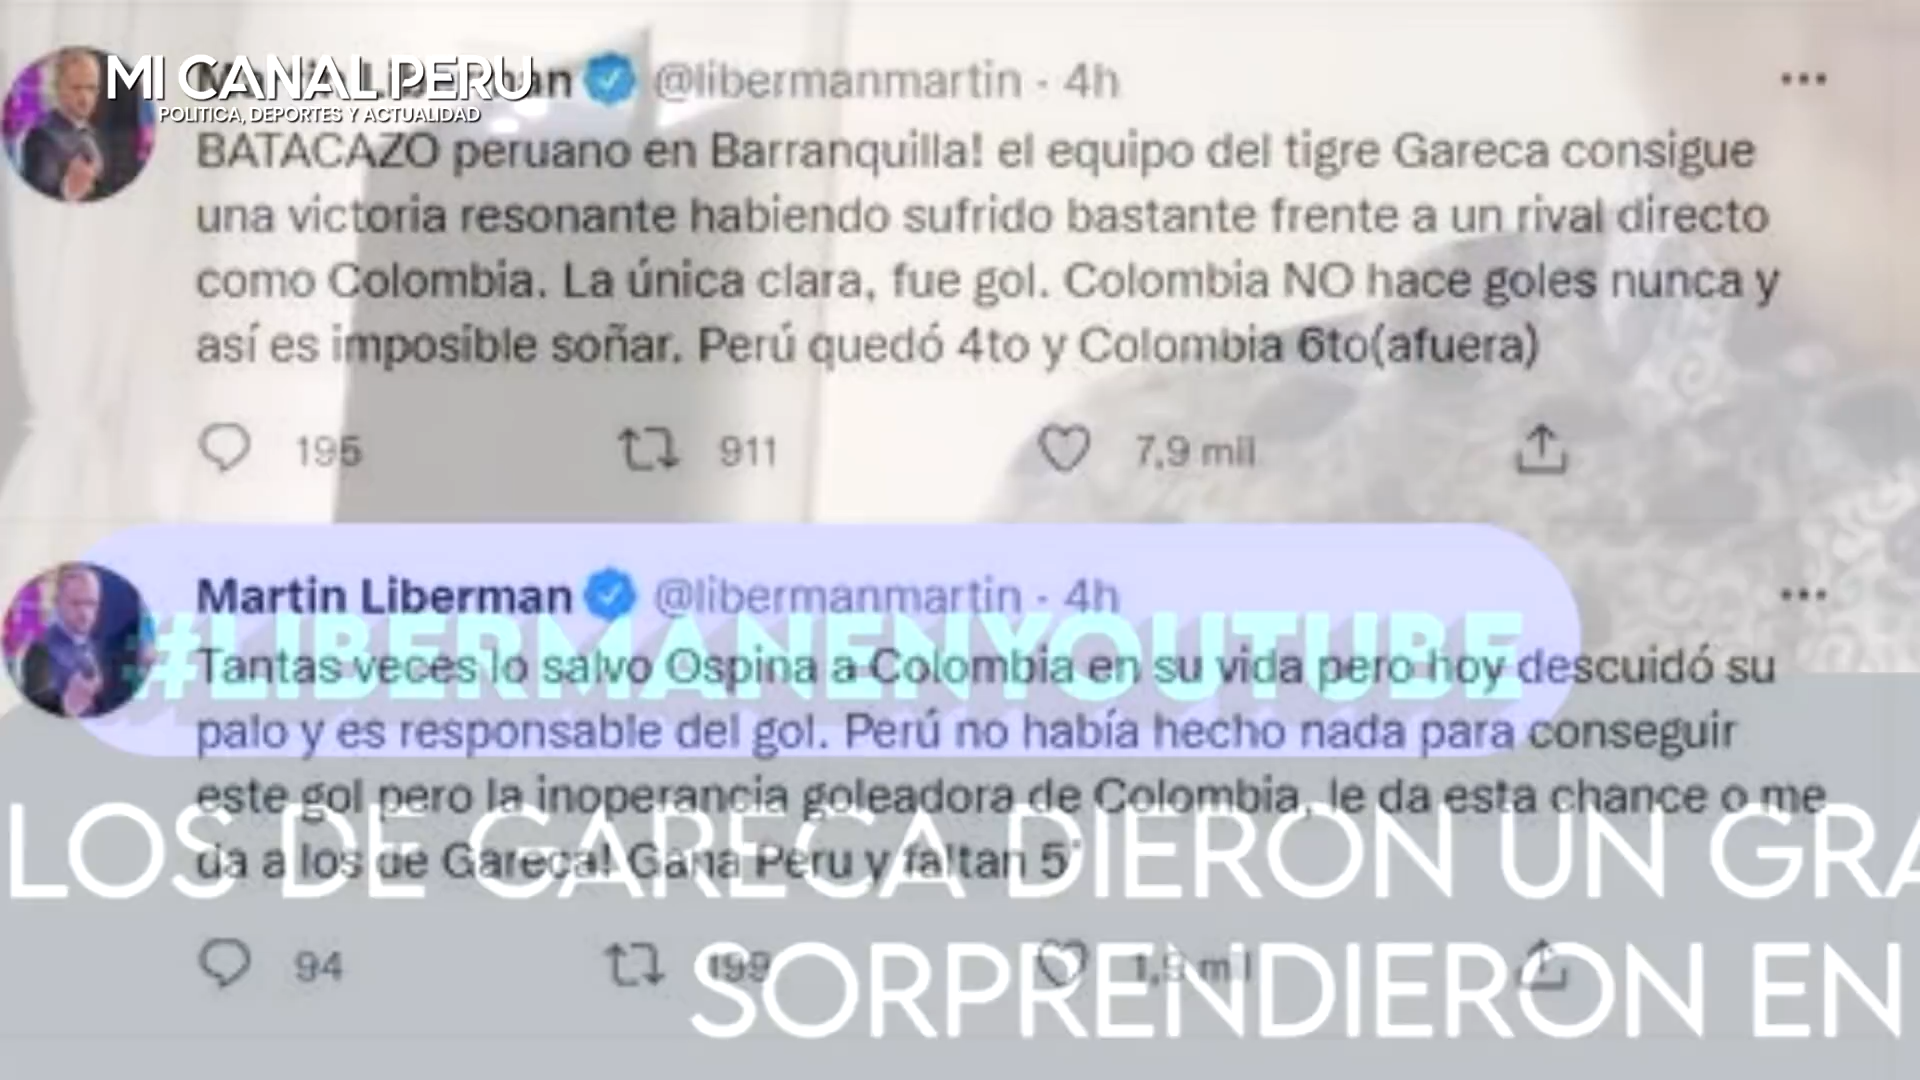 MI CANAL PERU
POLITICA, DEPORTES Y ACTUALIDAD
@libermanmartin · 4h
BATACAZO peruano en Barranquilla! el equipo del tigre Gareca consigue
una victoria resonante habiendo sufrido bastante frente a un rival directo
como Colombia. La única clara, fue gol. Colombia NO hace goles nunca y
así es imposible soñar. Perú quedó 4to y Colombia 6to(afuera)
195 911 7,9 mil
Martin Liberman @libermanmartin · 4h
#LIBERMANENYOUTUBE
Tantas veces lo salvo Ospina a Colombia en su vida pero hoy descuidó su
palo y es responsable del gol. Perú no había hecho nada para conseguir
este gol pero la inoperancia goleadora de Colombia, le da esta chance o me
da a los de Gareca! Gana Peru y faltan 5'
LOS DE GARECA DIERON UN GRA
94 199 1,9 mil
SORPRENDIERON EN